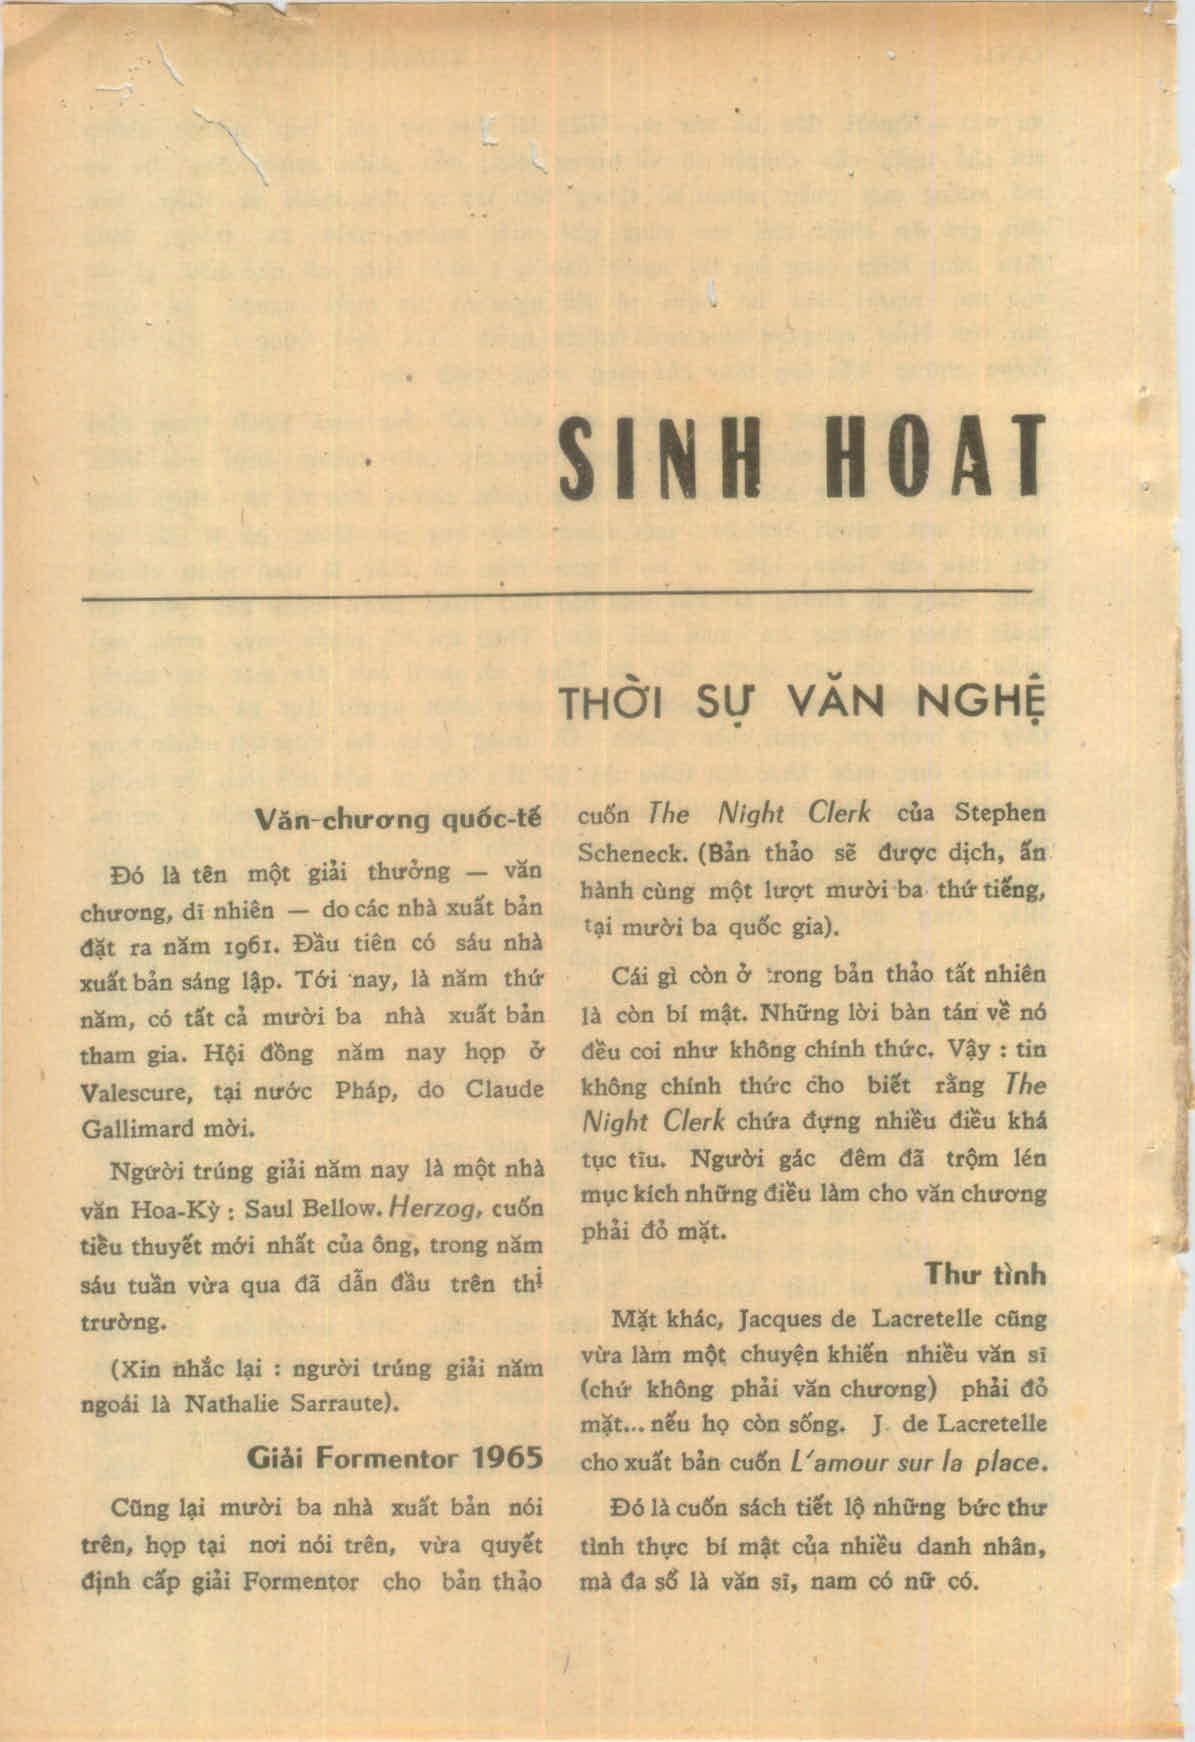 SINH HOẠT
THỜI SỰ VĂN NGHỆ
Văn-chương quốc-tế
Đó là tên một giải thưởng — văn
chương, dĩ nhiên — do các nhà xuất bản
đặt ra năm 1961. Đầu tiên có sáu nhà
xuất bản sáng lập. Tới nay, là năm thứ
năm, có tất cả mười ba nhà xuất bản
tham gia. Hội đồng năm nay họp ở
Valescure, tại nước Pháp, do Claude
Gallimard mời.
Người trúng giải năm nay là một nhà
văn Hoa-Kỳ : Saul Bellow. Herzog, cuốn
tiểu thuyết mới nhất của ông, trong năm
sáu tuần vừa qua đã dẫn đầu trên thị
trường.
(Xin nhắc lại : người trúng giải năm
ngoái là Nathalie Sarraute).
Giải Formentor 1965
Cũng lại mười ba nhà xuất bản nói
trên, họp tại nơi nói trên, vừa quyết
định cấp giải Formentor cho bản thảo
cuốn The Night Clerk của Stephen
Scheneck. (Bản thảo sẽ được dịch, ấn
hành cùng một lượt mười ba thứ tiếng,
tại mười ba quốc gia).
Cái gì còn ở trong bản thảo tất nhiên
là còn bí mật. Những lời bàn tán về nó
đều coi như không chính thức. Vậy : tin
không chính thức cho biết rằng The
Night Clerk chứa đựng nhiều điều khá
tục tĩu. Người gác đêm đã trộm lén
mục kích những điều làm cho văn chương
phải đỏ mặt.
Thư tình
Mặt khác, Jacques de Lacretelle cũng
vừa làm một chuyện khiến nhiều văn sĩ
(chứ không phải văn chương) phải đỏ
mặt... nếu họ còn sống. J. de Lacretelle
cho xuất bản cuốn L'amour sur la place.
Đó là cuốn sách tiết lộ những bức thư
tình thực bí mật của nhiều danh nhân,
mà đa số là văn sĩ, nam có nữ có.